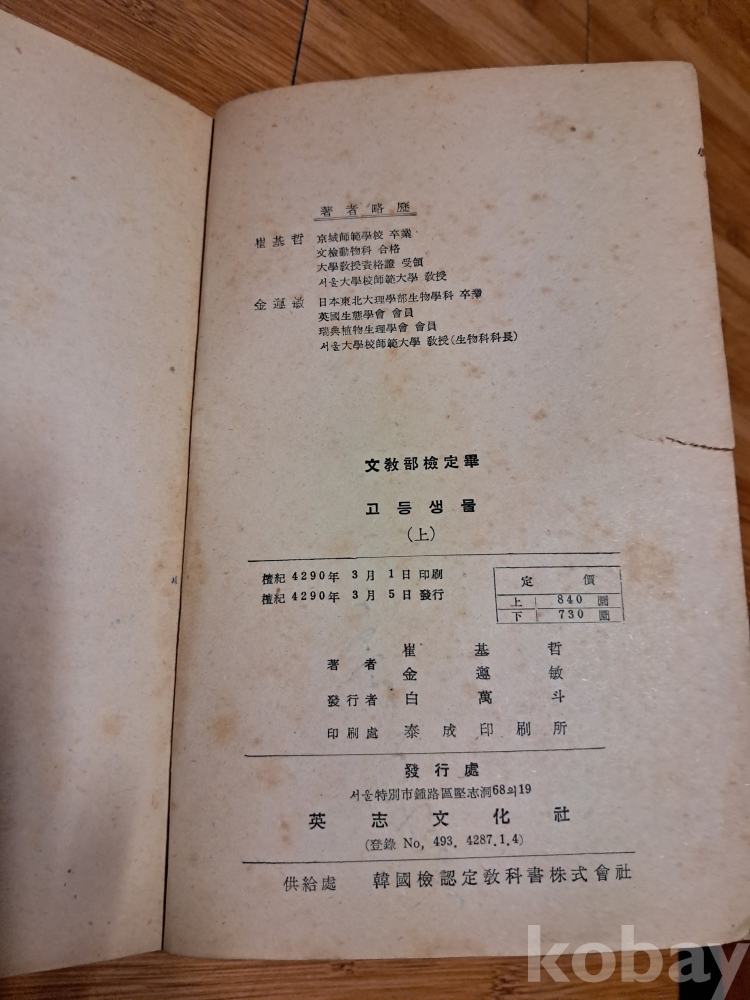 著者略歷
崔基哲 京城師範學校 卒業
文檢動物科 合格
大學敎授資格證 受領
서울大學校師範大學 敎授
金遵敏 日本東北大理學部生物學科 卒業
英國生態學會 會員
瑞典植物生理學會 會員
서울大學校師範大學 敎授(生物科科長)
文敎部檢定畢
고등생물
(上)
檀紀 4290年 3月 1日 印刷
檀紀 4290年 3月 5日 發行
定價
上 840 圜
下 730 圜
著者 崔基哲
金遵敏
發行者 白萬斗
印刷處 泰成印刷所
發行處
서울特別市鍾路區堅志洞68의19
英志文化社
(登錄 No, 493. 4287.1.4)
供給處 韓國檢認定敎科書株式會社
kobay